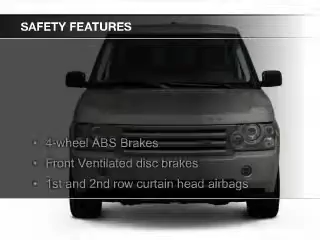 SAFETY FEATURES
• 4-wheel ABS Brakes
• Front Ventilated disc brakes
• 1st and 2nd row curtain head airbags